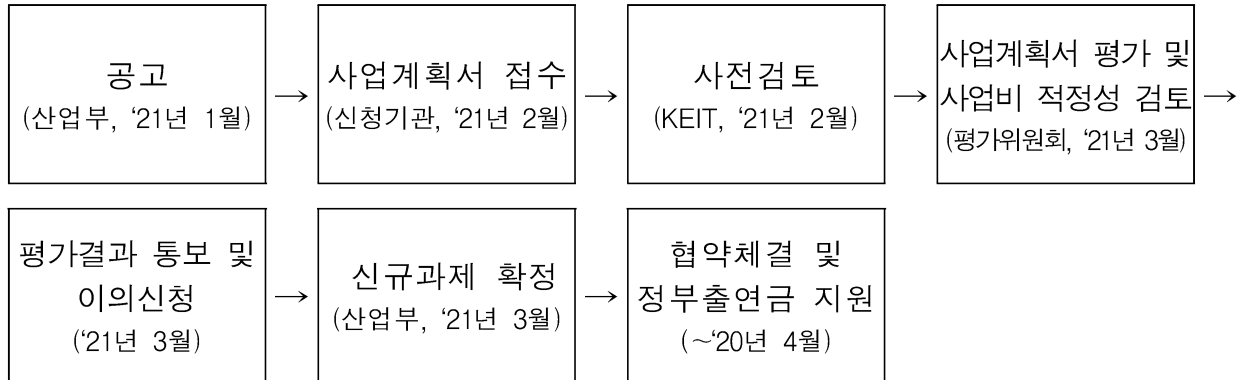 공고
(산업부, ‘21년 1월)
→
사업계획서 접수
(신청기관, ‘21년 2월)
→
사전검토
(KEIT, ‘21년 2월)
→
사업계획서 평가 및
사업비 적정성 검토
(평가위원회, ‘21년 3월)
→
평가결과 통보 및
이의신청
(‘21년 3월)
→
신규과제 확정
(산업부, ‘21년 3월)
→
협약체결 및
정부출연금 지원
(～‘20년 4월)